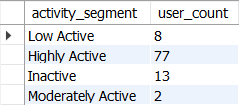 activity_segment user_count
Low Active 8
Highly Active 77
Inactive 13
Moderately Active 2